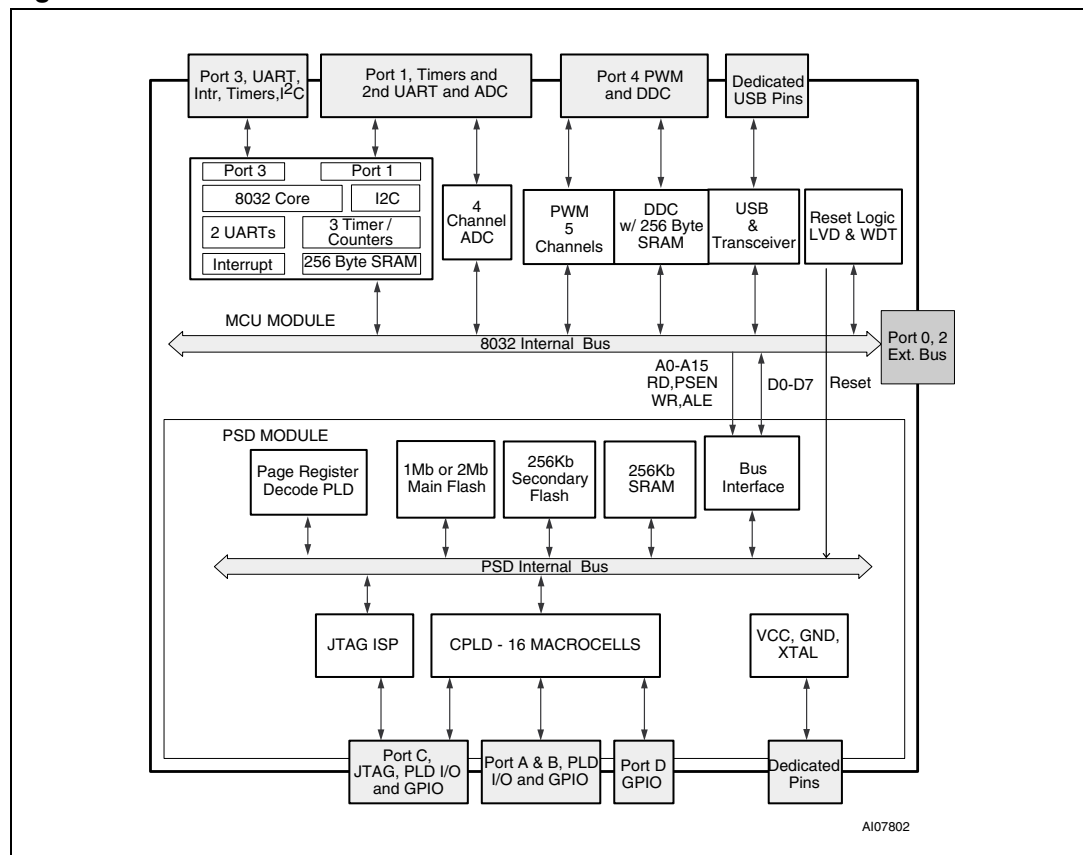 Port 3, UART,
Intr, Timers,I2C
Port 1, Timers and
2nd UART and ADC
Port 4 PWM
and DDC
Dedicated
USB Pins
Port 3
Port 1
8032 Core
I2C
2 UARTs
3 Timer /
Counters
Interrupt
256 Byte SRAM
4
Channel
ADC
PWM
5
Channels
DDC
w/ 256 Byte
SRAM
USB
&
Transceiver
Reset Logic
LVD & WDT
MCU MODULE
8032 Internal Bus
Port 0, 2
Ext. Bus
A0-A15
RD,PSEN
WR,ALE
D0-D7
Reset
PSD MODULE
Page Register
Decode PLD
1Mb or 2Mb
Main Flash
256Kb
Secondary
Flash
256Kb
SRAM
Bus
Interface
PSD Internal Bus
JTAG ISP
CPLD - 16 MACROCELLS
VCC, GND,
XTAL
Port C,
JTAG, PLD I/O
and GPIO
Port A & B, PLD
I/O and GPIO
Port D
GPIO
Dedicated
Pins
AI07802